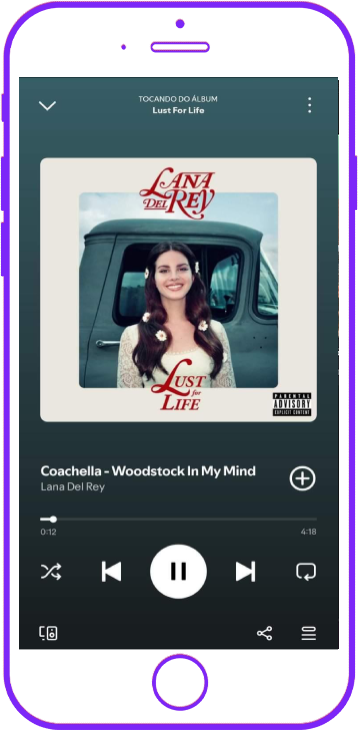 TOCANDO DO ÁLBUM
Lust For Life
LANA
DEL REY
LUST
for
LIFE
PARENTAL
ADVISORY
EXPLICIT CONTENT
Coachella - Woodstock In My Mind
Lana Del Rey
0:12
4:18